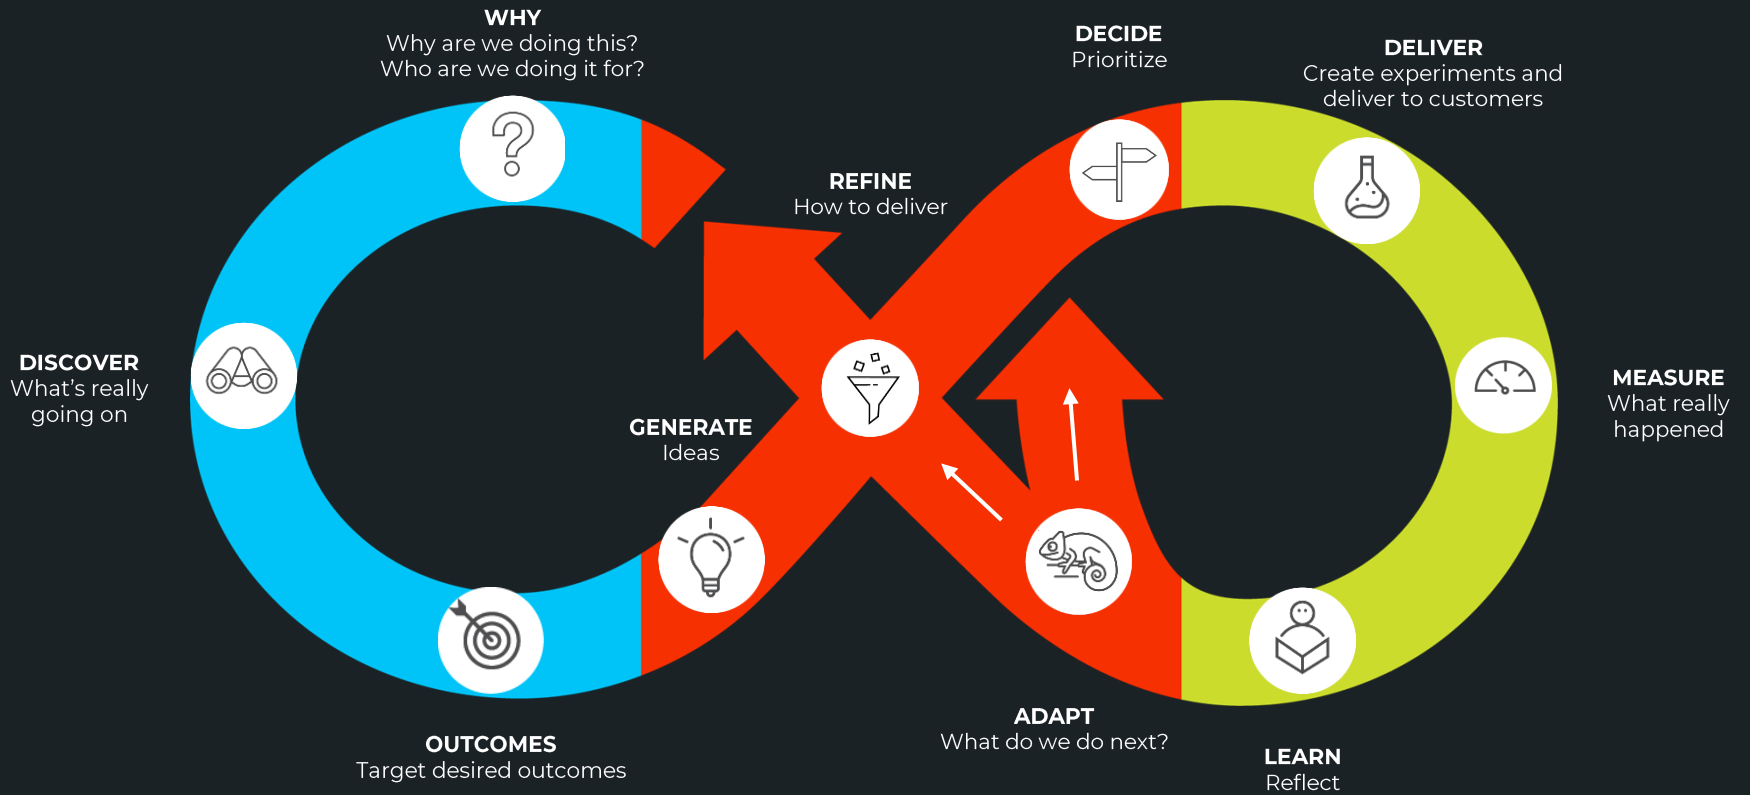 WHY
Why are we doing this?
Who are we doing it for?
DISCOVER
What's really
going on
OUTCOMES
Target desired outcomes
GENERATE
Ideas
REFINE
How to deliver
DECIDE
Prioritize
DELIVER
Create experiments and
deliver to customers
MEASURE
What really
happened
LEARN
Reflect
ADAPT
What do we do next?